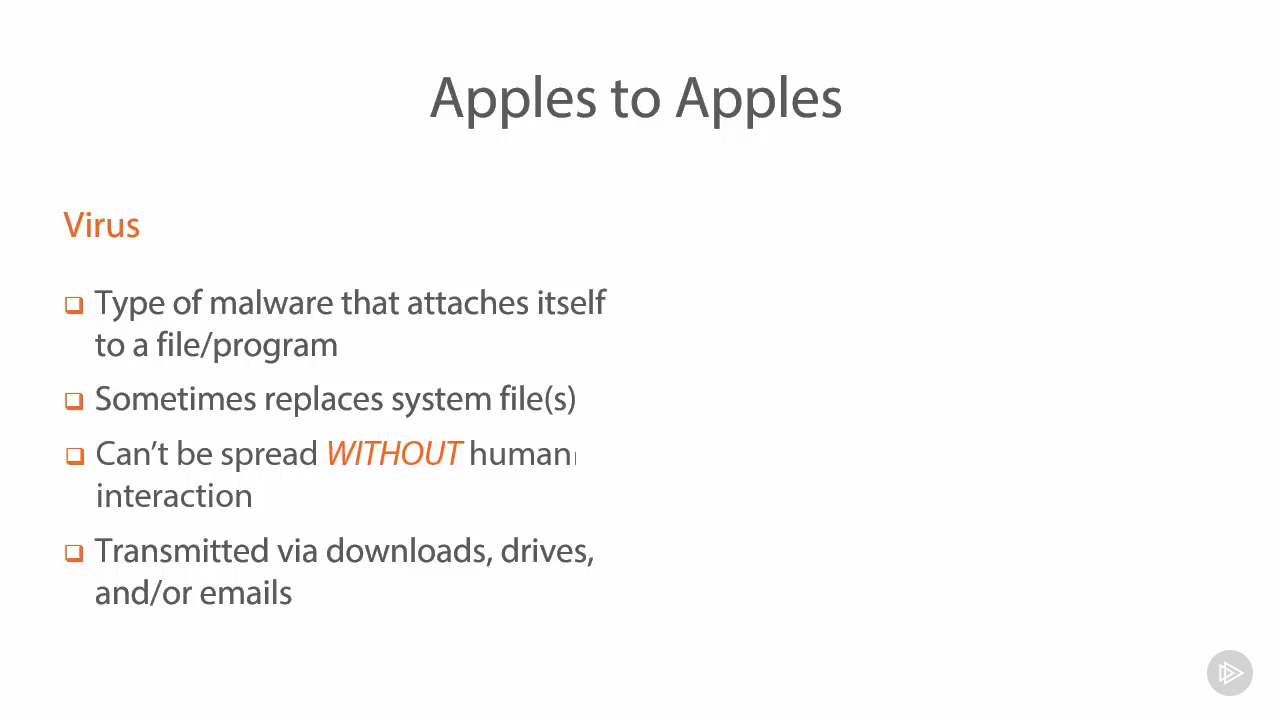 Apples to Apples
Virus
Type of malware that attaches itself
to a file/program
Sometimes replaces system file(s)
Can't be spread WITHOUT human
interaction
Transmitted via downloads, drives,
and/or emails